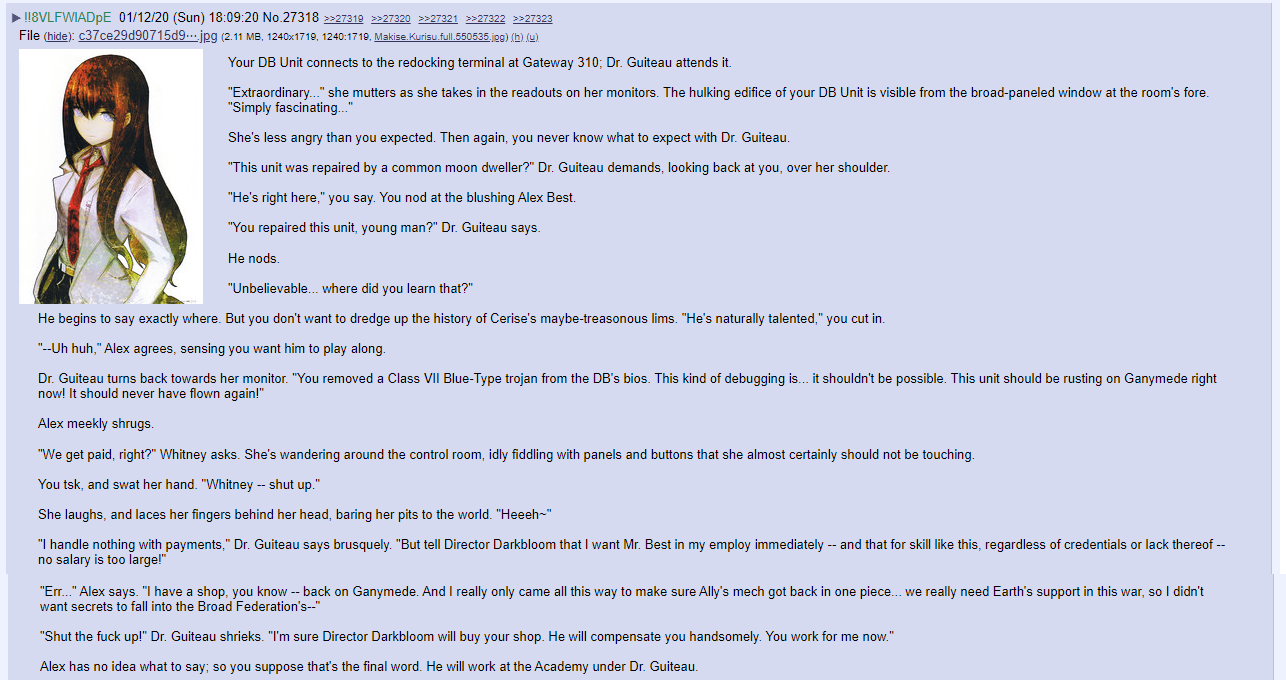 ▶ !!8VLFWIADpE 01/12/20 (Sun) 18:09:20 No.27318 >>27319 >>27320 >>27321 >>27322 >>27323
File (hide): c37ce29d90715d9···.jpg (2.11 MB, 1240x1719, 1240:1719, Makise.Kurisu.full.550535.jpg) (h) (u)
Your DB Unit connects to the redocking terminal at Gateway 310; Dr. Guiteau attends it.
"Extraordinary..." she mutters as she takes in the readouts on her monitors. The hulking edifice of your DB Unit is visible from the broad-paneled window at the room's fore.
"Simply fascinating..."
She's less angry than you expected. Then again, you never know what to expect with Dr. Guiteau.
"This unit was repaired by a common moon dweller?" Dr. Guiteau demands, looking back at you, over her shoulder.
"He's right here," you say. You nod at the blushing Alex Best.
"You repaired this unit, young man?" Dr. Guiteau says.
He nods.
"Unbelievable... where did you learn that?"
He begins to say exactly where. But you don't want to dredge up the history of Cerise's maybe-treasonous lims. "He's naturally talented," you cut in.
"--Uh huh," Alex agrees, sensing you want him to play along.
Dr. Guiteau turns back towards her monitor. "You removed a Class VII Blue-Type trojan from the DB's bios. This kind of debugging is... it shouldn't be possible. This unit should be rusting on Ganymede right
now! It should never have flown again!"
Alex meekly shrugs.
"We get paid, right?" Whitney asks. She's wandering around the control room, idly fiddling with panels and buttons that she almost certainly should not be touching.
You tsk, and swat her hand. "Whitney -- shut up."
She laughs, and laces her fingers behind her head, baring her pits to the world. "Heeeh~"
"I handle nothing with payments," Dr. Guiteau says brusquely. "But tell Director Darkbloom that I want Mr. Best in my employ immediately -- and that for skill like this, regardless of credentials or lack thereof --
no salary is too large!"
"Err..." Alex says. "I have a shop, you know -- back on Ganymede. And I really only came all this way to make sure Ally's mech got back in one piece... we really need Earth's support in this war, so I didn't
want secrets to fall into the Broad Federation's--"
"Shut the fuck up!" Dr. Guiteau shrieks. "I'm sure Director Darkbloom will buy your shop. He will compensate you handsomely. You work for me now."
Alex has no idea what to say; so you suppose that's the final word. He will work at the Academy under Dr. Guiteau.